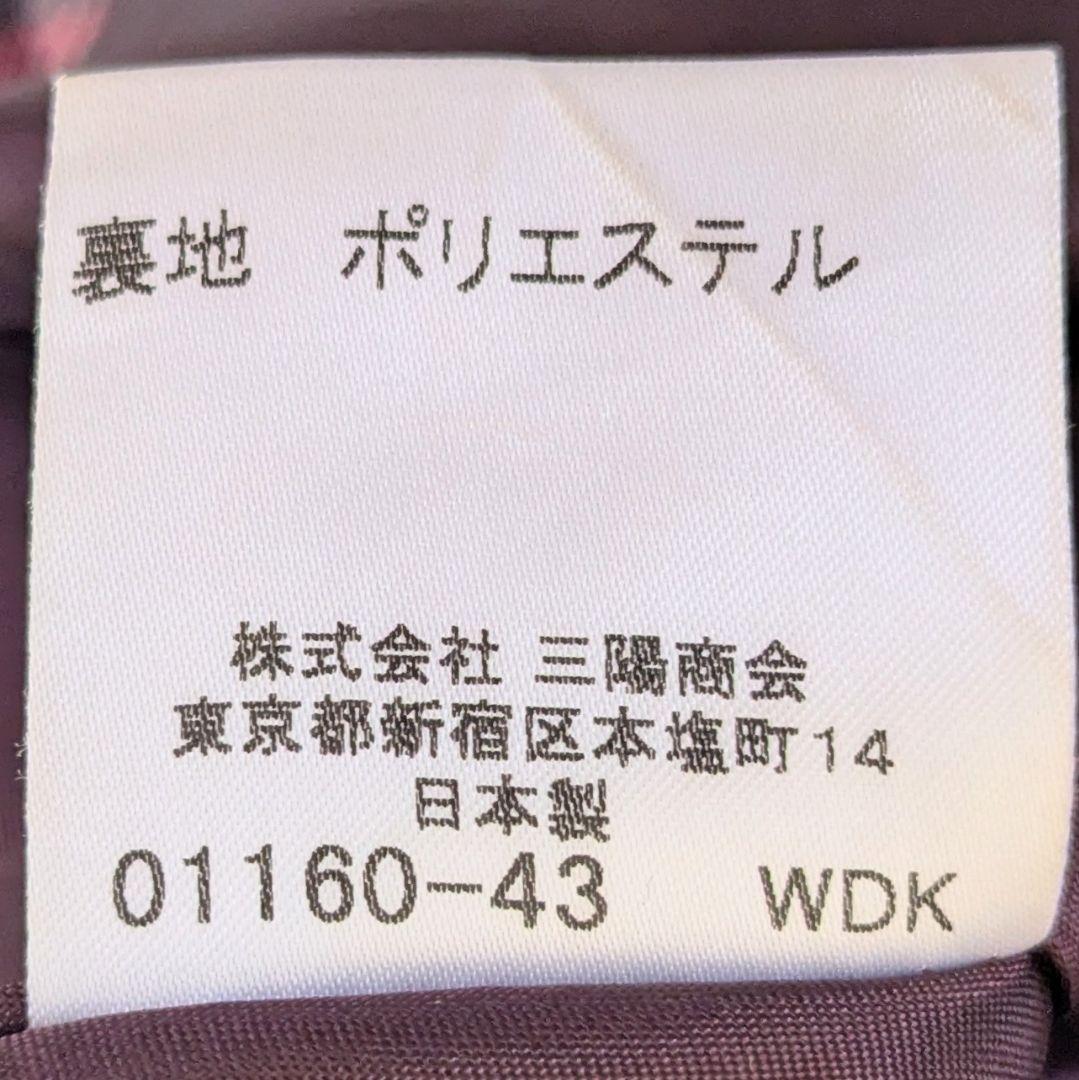 裏地　ポリエステル
株式会社 三陽商会
東京都新宿区本塩町14
日本製
01160-43　WDK